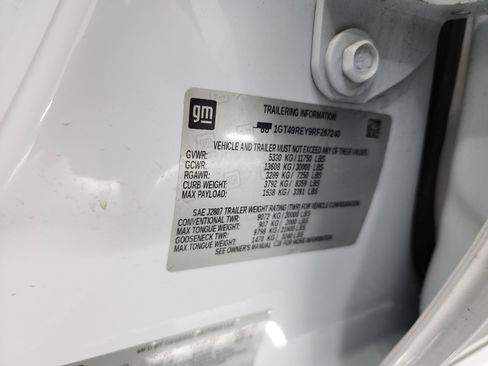 gm
TRAILERING INFORMATION
1GT49REY9RF267240
VEHICLE AND TRAILER MUST NOT EXCEED ANY OF THESE VALUES
GVWR: 5330 KG/11750 LBS
GCWR: 13608 KG/30000 LBS
RGAWR: 3289 KG/ 7250 LBS
CURB WEIGHT: 3792 KG/ 8359 LBS
MAX PAYLOAD: 1538 KG/ 3391 LBS
SAE J2807 TRAILER WEIGHT RATING (TWR) FOR VEHICLE CONFIGURATION
CONVENTIONAL TWR: 9072 KG/20000 LBS
MAX TONGUE WEIGHT: 907 KG/ 2000 LBS
GOOSENECK TWR: 9798 KG/21600 LBS
MAX TONGUE WEIGHT: 1470 KG/ 3240 LBS
SEE OWNER'S MANUAL FOR MORE INFORMATION.